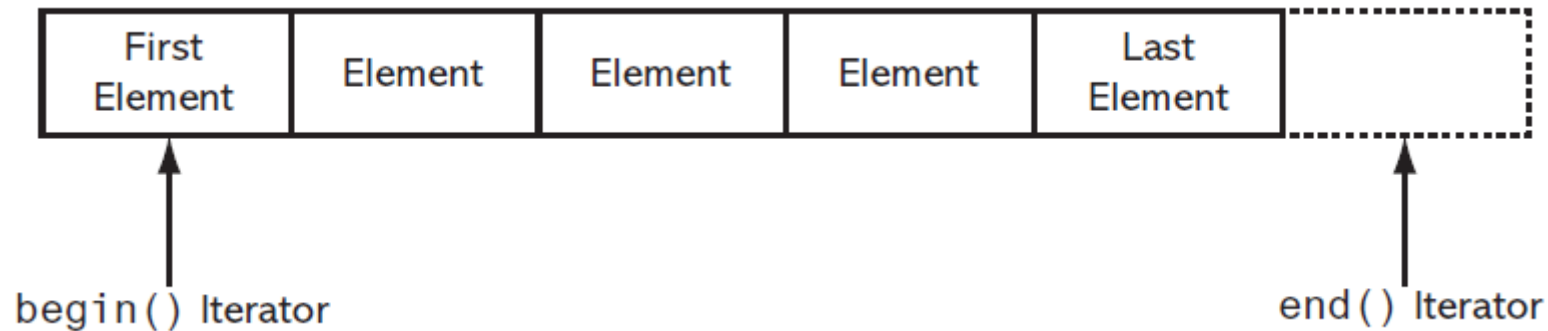 First
Element
Element
Element
Element
Last
Element
begin() Iterator
end() Iterator